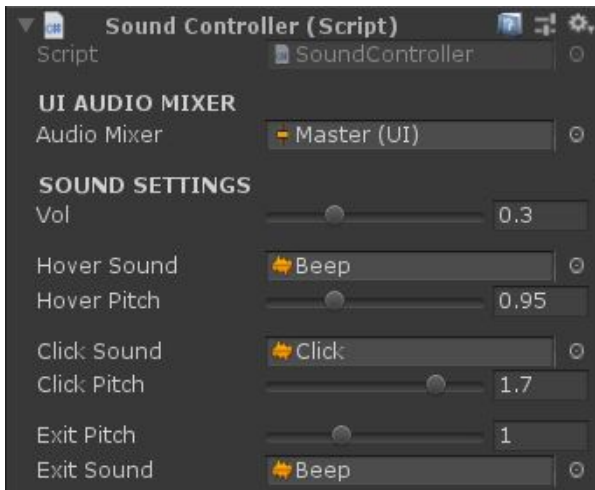 Sound Controller (Script)
Script SoundController
UI AUDIO MIXER
Audio Mixer Master (UI)
SOUND SETTINGS
Vol 0.3
Hover Sound Beep
Hover Pitch 0.95
Click Sound Click
Click Pitch 1.7
Exit Pitch 1
Exit Sound Beep